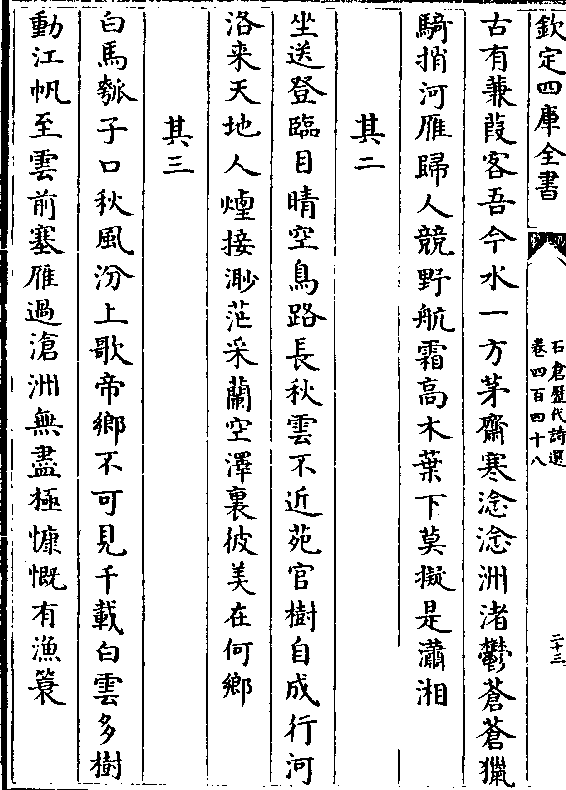 欽定四庫全書
石倉歷代詩選
卷四百四十八
二十三
古有蒹葭客吾今水一方茅齋寒淰淰洲渚鬱蒼蒼獵
騎捎河雁歸人競野航霜高木葉下莫擬是瀟湘
其二
坐送登臨目晴空鳥路長秋雲不近苑官樹自成行河
洛来天地人煙接渺茫采蘭空澤裏彼美在何鄉
其三
白馬瓠子口秋風汾上歌帝鄉不可見千載白雲多樹
動江帆至雲前塞雁過滄洲無盡極慷慨有漁簑